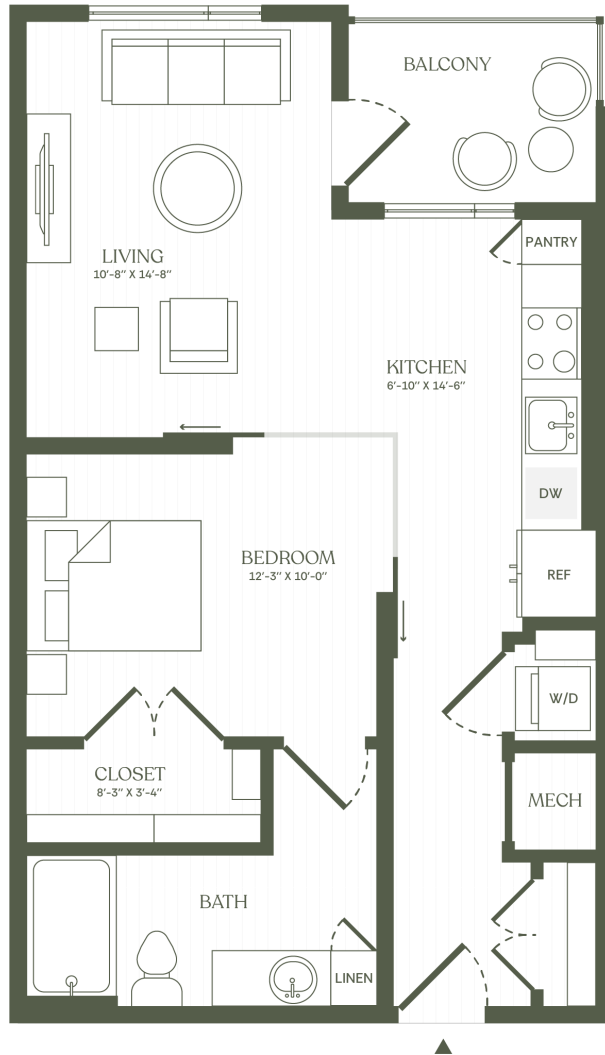 BALCONY
PANTRY
LIVING
10'-8" X 14'-8"
KITCHEN
6'-10" X 14'-6"
DW
BEDROOM
12'-3" X 10'-0"
REF
W/D
CLOSET
8'-3" X 3'-4"
MECH
BATH
LINEN